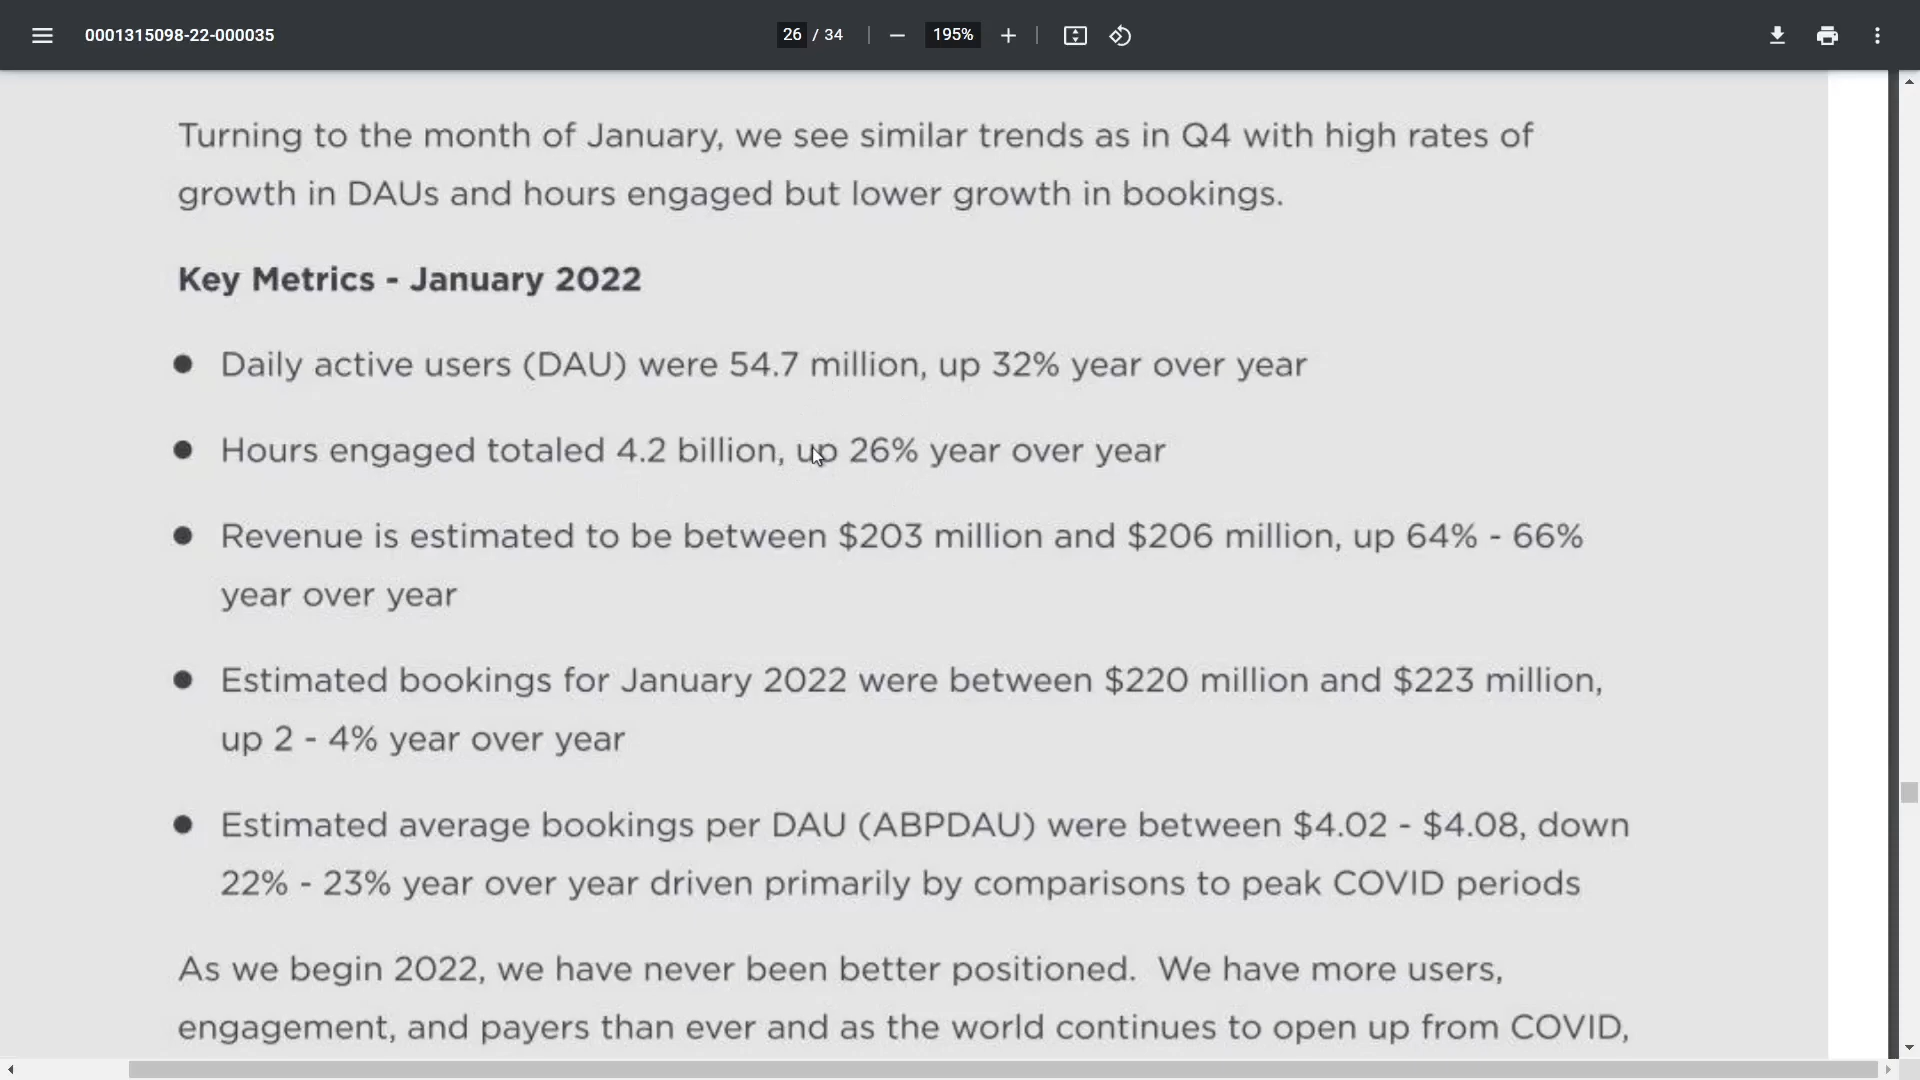 0001315098-22-000035
26 / 34
195%
Turning to the month of January, we see similar trends as in Q4 with high rates of
growth in DAUs and hours engaged but lower growth in bookings.
Key Metrics - January 2022
● Daily active users (DAU) were 54.7 million, up 32% year over year
● Hours engaged totaled 4.2 billion, up 26% year over year
● Revenue is estimated to be between $203 million and $206 million, up 64% - 66%
year over year
● Estimated bookings for January 2022 were between $220 million and $223 million,
up 2 - 4% year over year
● Estimated average bookings per DAU (ABPDAU) were between $4.02 - $4.08, down
22% - 23% year over year driven primarily by comparisons to peak COVID periods
As we begin 2022, we have never been better positioned.  We have more users,
engagement, and payers than ever and as the world continues to open up from COVID,